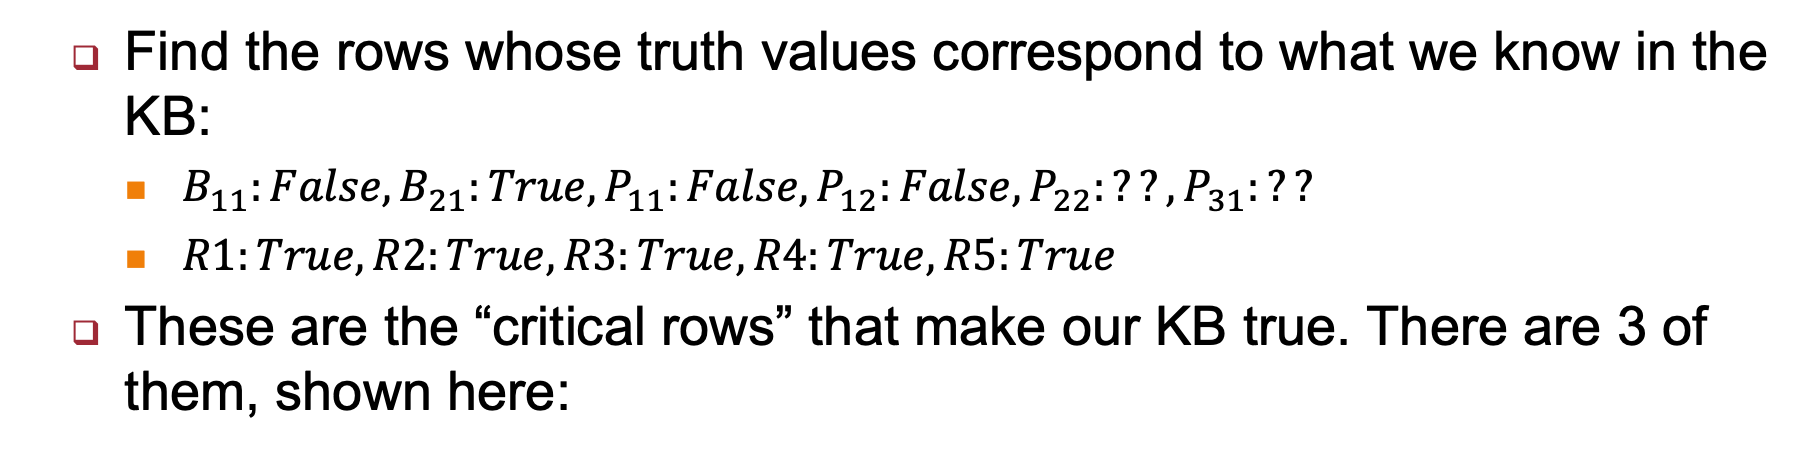 Find the rows whose truth values correspond to what we know in the
KB:
B₁₁: False, B₂₁: True, P₁₁: False, P₁₂: False, P₂₂: ??, P₃₁: ??
R1: True, R2: True, R3: True, R4: True, R5: True
These are the “critical rows” that make our KB true. There are 3 of
them, shown here: